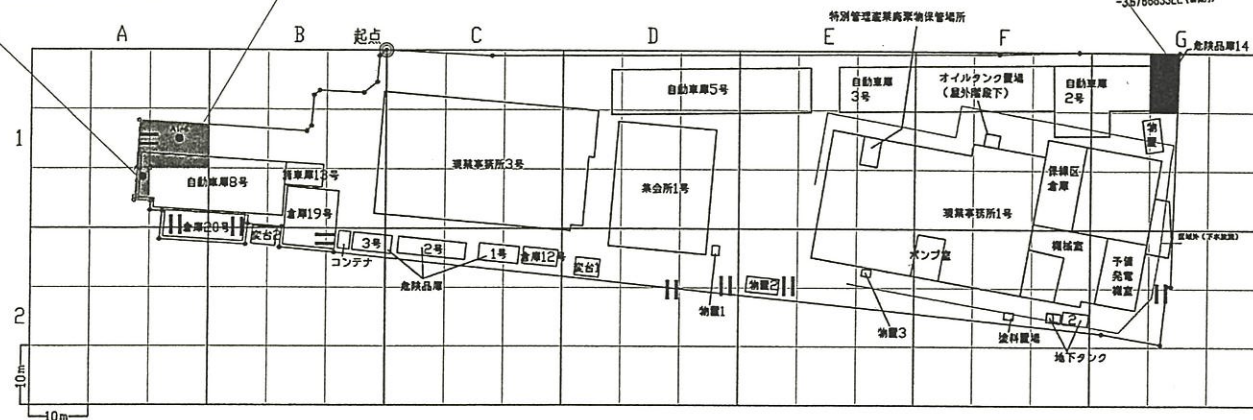 特別管理産業廃棄物保管場所
A
B
起点
C
D
E
F
G
危険品庫14
自動車庫5号
自動車庫
3号
オイルタンク置場
(屋外階段下)
自動車庫
2号
物置
1
現業事務所3号
集会所1号
保線区
倉庫
自動車庫8号
倉庫19号
現業事務所1号
倉庫20号
変台2
コンテナ
3号
2号
1号
倉庫12号
変台1
ポンプ室
機械室
予備
発電
機室
危険品庫
物置1
物置2
物置3
塗料置場
2
地下タンク
2
10m
10m